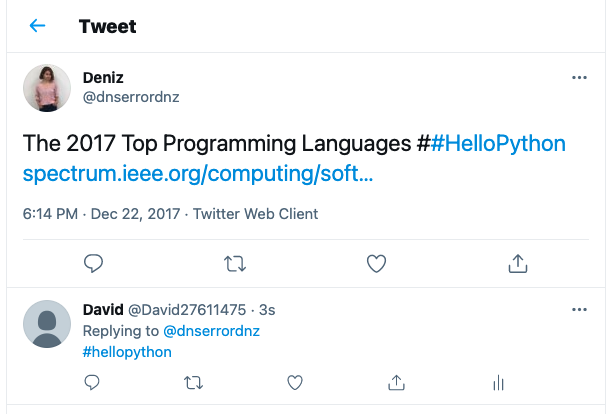 Tweet
Deniz
@dnserrordnz
The 2017 Top Programming Languages ##HelloPython
spectrum.ieee.org/computing/soft...
6:14 PM · Dec 22, 2017 · Twitter Web Client
David @David27611475 · 3s
Replying to @dnserrordnz
#hellopython